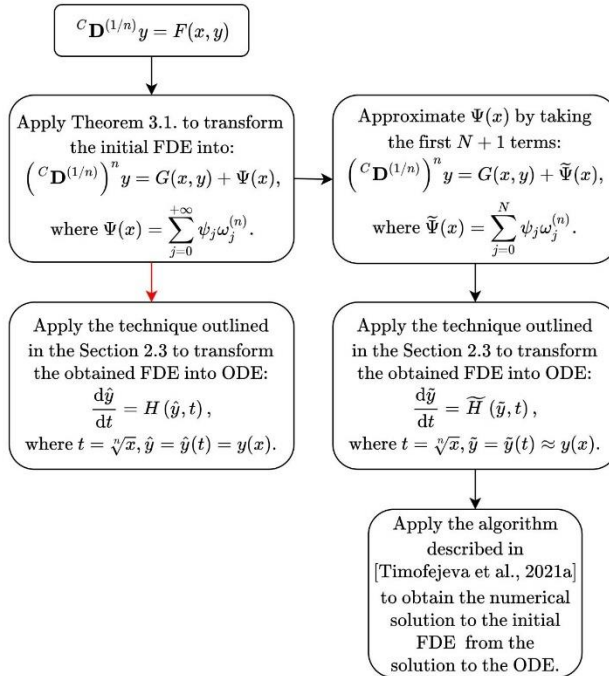 $^{C}\mathbf{D}^{(1/n)}y = F(x, y)$
Apply Theorem 3.1. to transform
the initial FDE into:
$\left({}^{C}\mathbf{D}^{(1/n)}\right)^{n} y = G(x, y) + \Psi(x),$
where $\Psi(x) = \sum_{j=0}^{+\infty} \psi_j \omega_j^{(n)}.$
Approximate $\Psi(x)$ by taking
the first $N + 1$ terms:
$\left({}^{C}\mathbf{D}^{(1/n)}\right)^{n} y = G(x, y) + \widetilde{\Psi}(x),$
where $\widetilde{\Psi}(x) = \sum_{j=0}^{N} \psi_j \omega_j^{(n)}.$
Apply the technique outlined
in the Section 2.3 to transform
the obtained FDE into ODE:
$\frac{\mathrm{d}\hat{y}}{\mathrm{d}t} = H(\hat{y}, t),$
where $t = \sqrt[n]{x}, \hat{y} = \hat{y}(t) = y(x).$
Apply the technique outlined
in the Section 2.3 to transform
the obtained FDE into ODE:
$\frac{\mathrm{d}\tilde{y}}{\mathrm{d}t} = \widetilde{H}(\tilde{y}, t),$
where $t = \sqrt[n]{x}, \tilde{y} = \tilde{y}(t) \approx y(x).$
Apply the algorithm
described in
[Timofejeva et al., 2021a]
to obtain the numerical
solution to the initial
FDE from the
solution to the ODE.